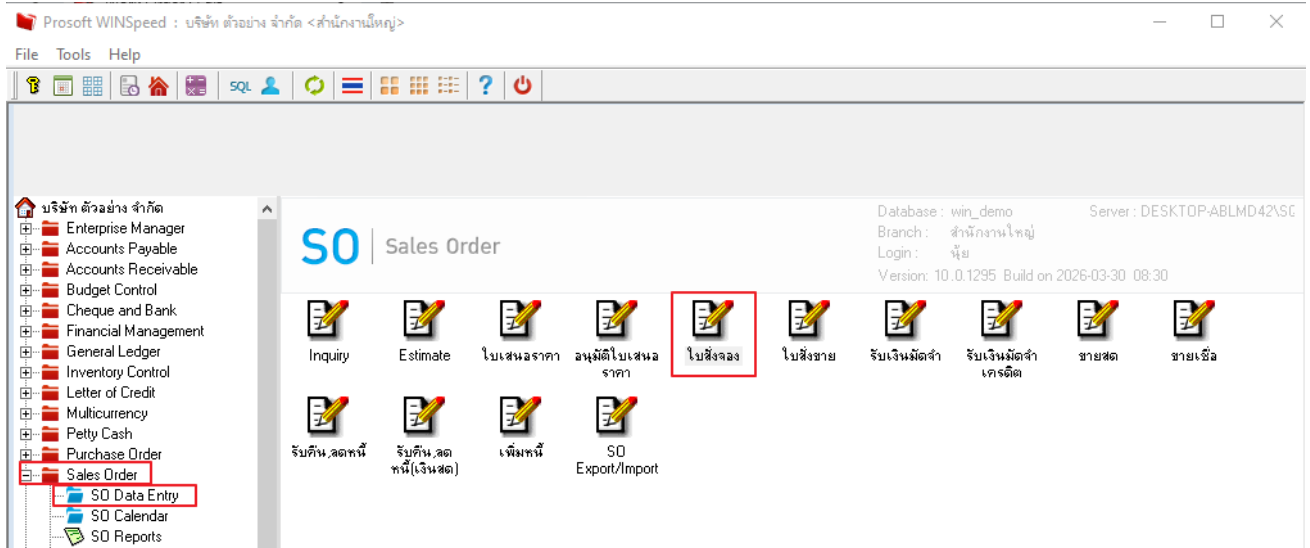 Prosoft WINSpeed : บริษัท ตัวอย่าง จำกัด <สำนักงานใหญ่>
File Tools Help
SQL
บริษัท ตัวอย่าง จำกัด
Enterprise Manager
Accounts Payable
Accounts Receivable
Budget Control
Cheque and Bank
Financial Management
General Ledger
Inventory Control
Letter of Credit
Multicurrency
Petty Cash
Purchase Order
Sales Order
SO Data Entry
SO Calendar
SO Reports
SO Sales Order
Database : win_demo Server : DESKTOP-ABLMD42\SQ
Branch : สำนักงานใหญ่
Login : นุ้ย
Version: 10.0.1295 Build on 2026-03-30 08:30
Inquiry Estimate ใบเสนอราคา อนุมัติใบเสนอ ใบสั่งจอง ใบสั่งขาย รับเงินมัดจำ รับเงินมัดจำ ขายสด ขายเชื่อ
ราคา เครดิต
รับคืน,ลดหนี้ รับคืน,ลด เพิ่มหนี้ SO
หนี้(เงินสด) Export/Import